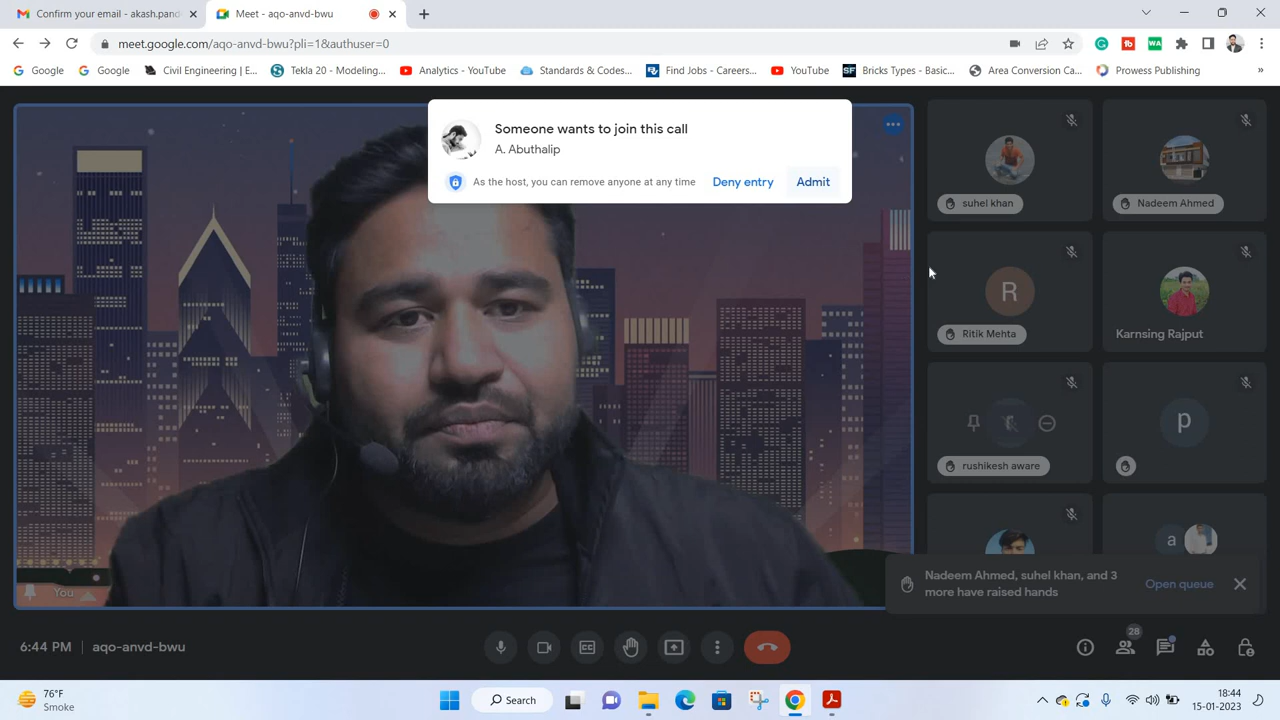 Confirm your email - akash.pand
Meet - aqo-anvd-bwu
meet.google.com/aqo-anvd-bwu?pli=1&authuser=0
Google
Google
Civil Engineering | E...
Tekla 20 - Modeling...
Analytics - YouTube
Standards & Codes...
Find Jobs - Careers...
YouTube
SF
Bricks Types - Basic...
Area Conversion Ca...
Prowess Publishing
»
Someone wants to join this call
A. Abuthalip
As the host, you can remove anyone at any time
Deny entry
Admit
suhel khan
Nadeem Ahmed
R
Ritik Mehta
Karnsing Rajput
rushikesh aware
p
a
Nadeem Ahmed, suhel khan, and 3
more have raised hands
Open queue
You
6:44 PM | aqo-anvd-bwu
28
76°F
Smoke
Search
18:44
15-01-2023